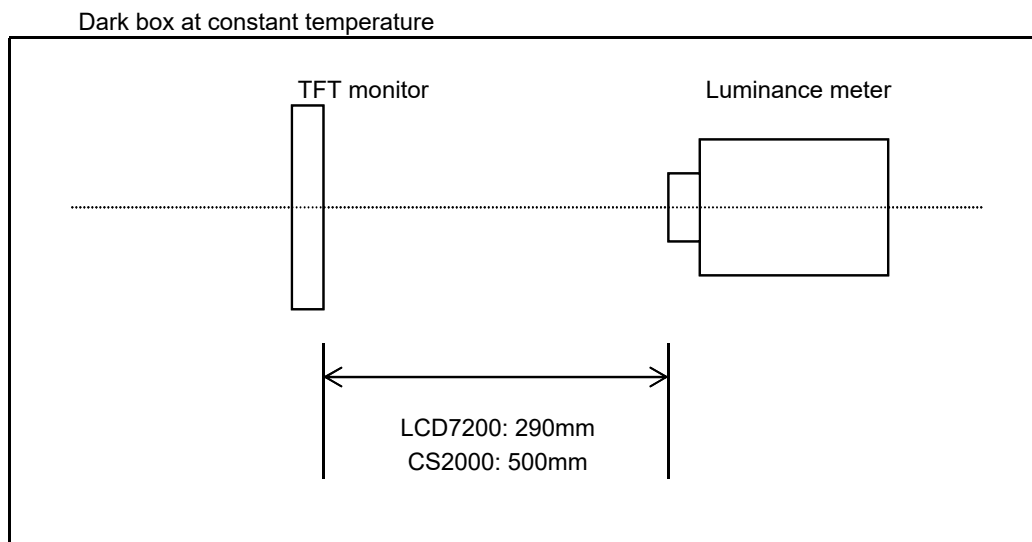 Dark box at constant temperature
TFT monitor
Luminance meter
LCD7200: 290mm
CS2000: 500mm